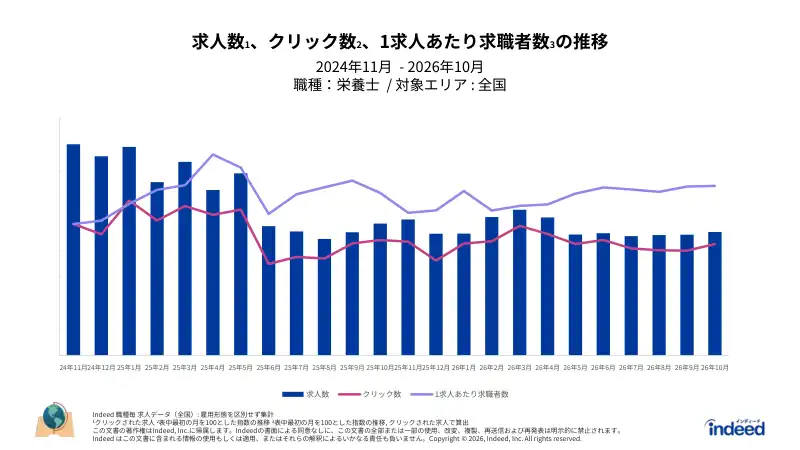 求人数1、クリック数2、1求人あたり求職者数3の推移
2024年11月 - 2026年10月
職種：栄養士 / 対象エリア : 全国
24年11月 24年12月 25年1月 25年2月 25年3月 25年4月 25年5月 25年6月 25年7月 25年8月 25年9月 25年10月 25年11月 25年12月 26年1月 26年2月 26年3月 26年4月 26年5月 26年6月 26年7月 26年8月 26年9月 26年10月
求人数 クリック数 1求人あたり求職者数
Indeed 職種毎 求人データ（全国）: 雇用形態を区別せず集計
¹クリックされた求人 ²表中最初の月を100とした指数の推移 ³表中最初の月を100とした指数の推移, クリックされた求人で算出
この文書の著作権はIndeed, Inc.に帰属します。Indeedの書面による同意なしに、この文書の全部または一部の使用、改変、複製、再送信および再発表は明示的に禁止されます。
Indeed はこの文書に含まれる情報の使用もしくは適用、またはそれらの解釈によるいかなる責任も負いません。Copyright © 2026, Indeed, Inc. All rights reserved.
インディード
indeed